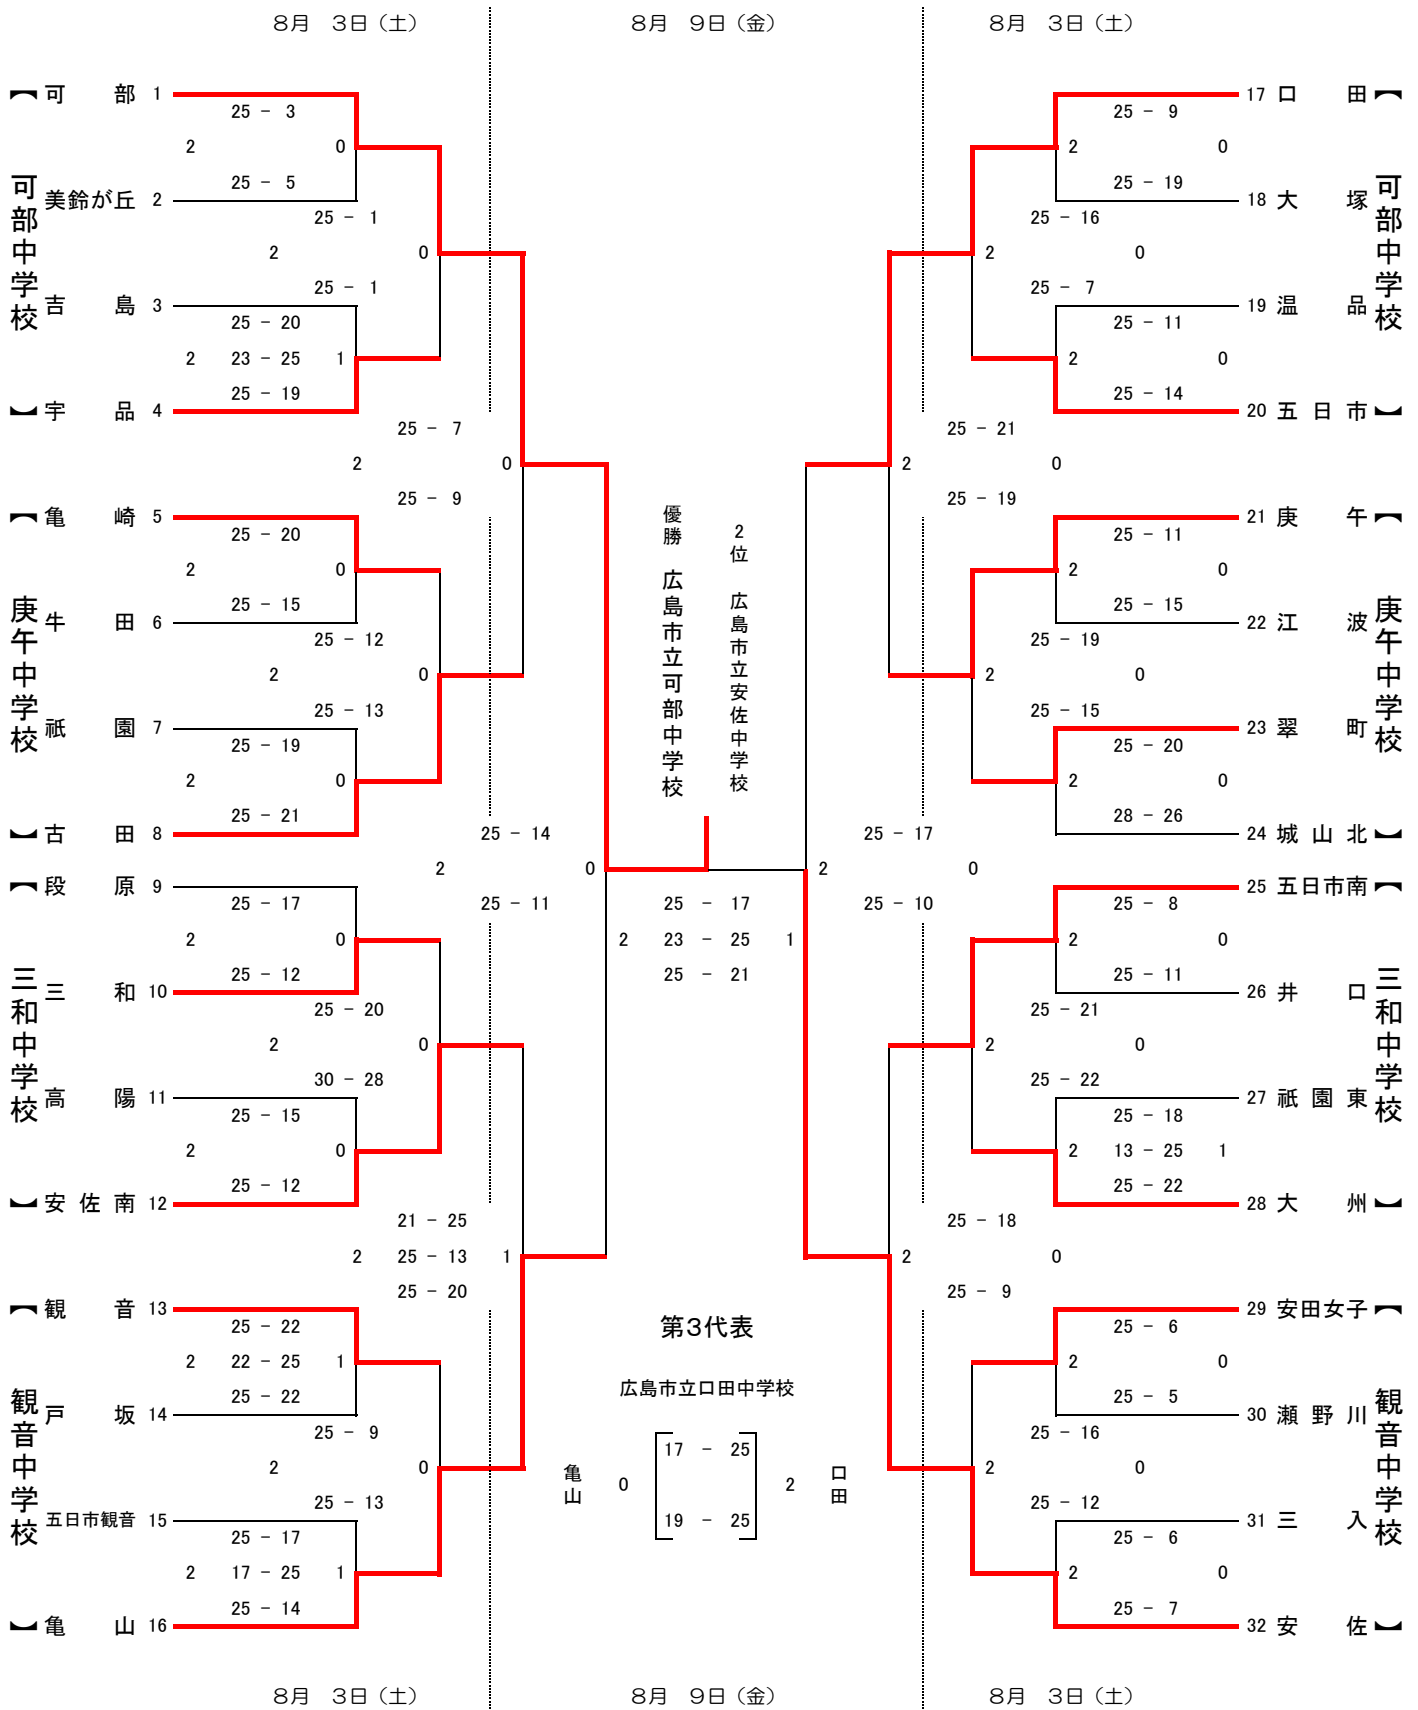 8月　3日（土）
8月　9日（金）
8月　3日（土）
【可部中学校】
可部 1
25 － 3
2 0
25 － 5
美鈴が丘 2
25 － 1
2 0
25 － 1
吉島 3
25 － 20
2 23 － 25 1
25 － 19
宇品 4
25 － 7
2 0
25 － 9
【庚午中学校】
亀崎 5
25 － 20
2 0
25 － 15
牛田 6
25 － 12
2 0
25 － 13
祇園 7
25 － 19
2 0
25 － 21
古田 8
25 － 14
2 0
25 － 11
【三和中学校】
段原 9
25 － 17
2 0
25 － 12
三和 10
25 － 20
2 0
30 － 28
高陽 11
25 － 15
2 0
25 － 12
安佐南 12
21 － 25
2 25 － 13 1
25 － 20
【観音中学校】
観音 13
25 － 22
2 22 － 25 1
25 － 22
戸坂 14
25 － 9
2 0
25 － 13
五日市観音 15
25 － 17
2 17 － 25 1
25 － 14
亀山 16
優勝　広島市立可部中学校
2位　広島市立安佐中学校
25 － 17
2 23 － 25 1
25 － 21
第3代表
広島市立口田中学校
17 － 25
亀山 0 2 口田
19 － 25
【可部中学校】
17 口田
25 － 9
2 0
25 － 19
18 大塚
25 － 16
2 0
25 － 7
19 温品
25 － 11
2 0
25 － 14
20 五日市
25 － 21
2 0
25 － 19
【庚午中学校】
21 庚午
25 － 11
2 0
25 － 15
22 江波
25 － 19
2 0
25 － 15
23 翠町
25 － 20
2 0
28 － 26
24 城山北
25 － 17
2 0
25 － 10
【三和中学校】
25 五日市南
25 － 8
2 0
25 － 11
26 井口
25 － 21
2 0
25 － 22
27 祇園東
25 － 18
2 13 － 25 1
25 － 22
28 大州
25 － 18
2 0
25 － 9
【観音中学校】
29 安田女子
25 － 6
2 0
25 － 5
30 瀬野川
25 － 16
2 0
25 － 12
31 三入
25 － 6
2 0
25 － 7
32 安佐
8月　3日（土）
8月　9日（金）
8月　3日（土）